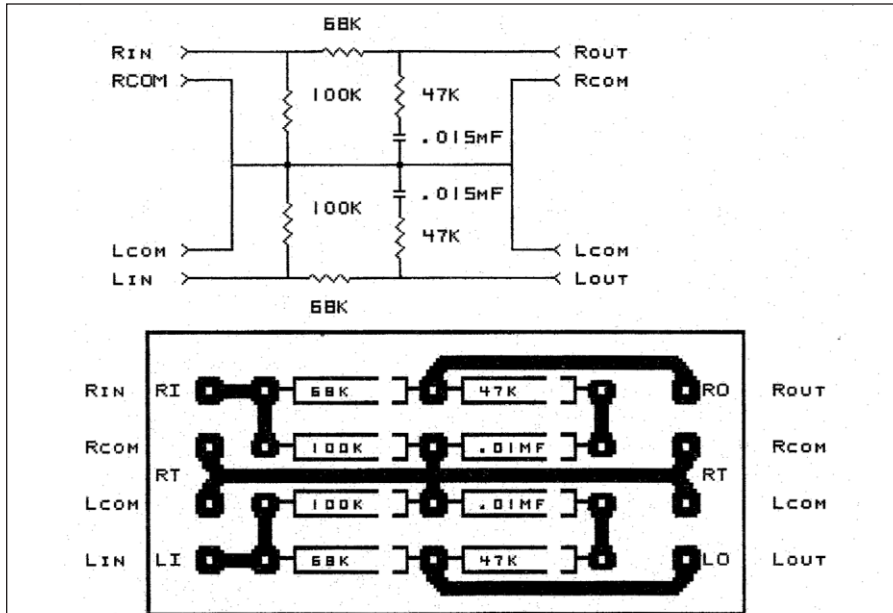 68K
RIN ROUT
RCOM RCOM
100K 47K
.015MF
.015MF
100K
47K
LCOM LCOM
LIN LOUT
68K
RIN RI 68K 47K RO ROUT
RCOM 100K .01MF RCOM
RT RT
LCOM 100K .01MF LCOM
LIN LI 68K 47K LO LOUT